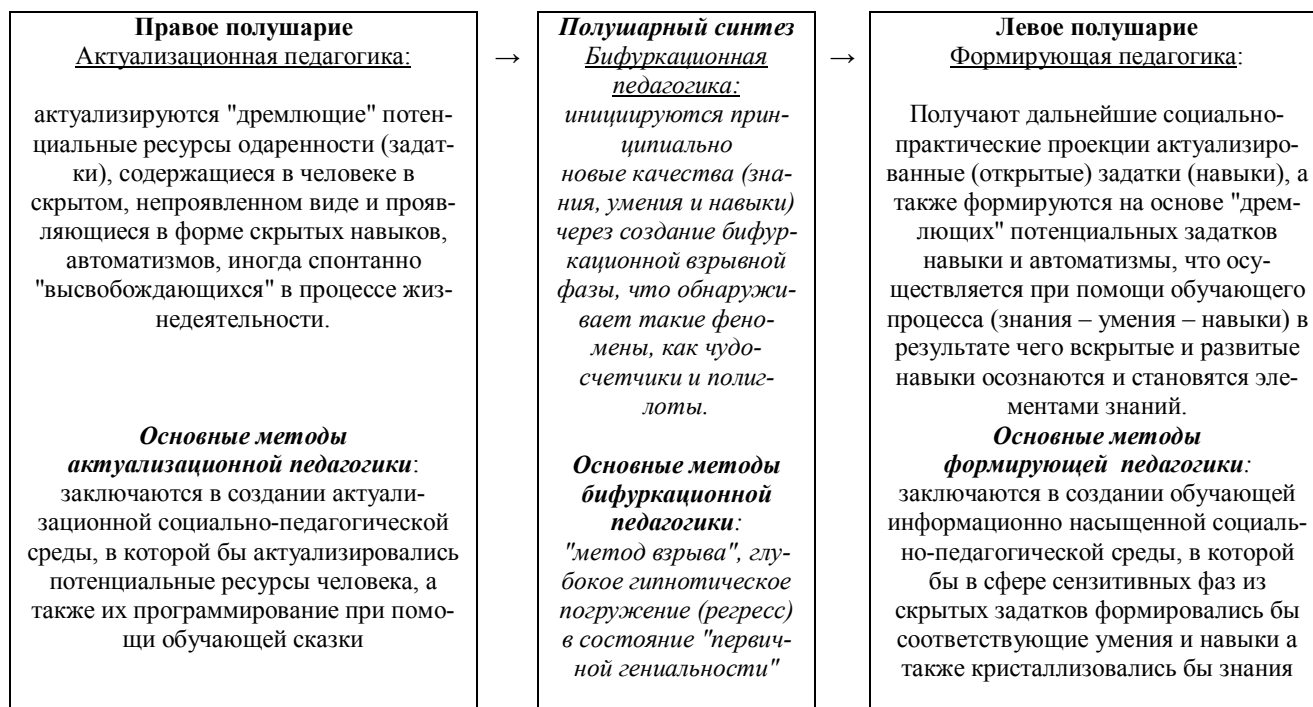 Правое полушарие
Актуализационная педагогика:
актуализируются "дремлющие" потен-
циальные ресурсы одаренности (задат-
ки), содержащиеся в человеке в
скрытом, непроявленном виде и прояв-
ляющиеся в форме скрытых навыков,
автоматизмов, иногда спонтанно
"высвобождающихся" в процессе жиз-
недеятельности.
Основные методы
актуализационной педагогики:
заключаются в создании актуали-
зационной социально-педагогической
среды, в которой бы актуализировались
потенциальные ресурсы человека, а
также их программирование при помо-
щи обучающей сказки
→
Полушарный синтез
Бифуркационная
педагогика:
инициируются прин-
ципиально
новые качества (зна-
ния, умения и навыки)
через создание бифур-
кационной взрывной
фазы, что обнаружи-
вает такие фено-
мены, как чудо-
счетчики и полиг-
лоты.
Основные методы
бифуркационной
педагогики:
"метод взрыва", глу-
бокое гипнотическое
погружение (регресс)
в состояние "первич-
ной гениальности"
→
Левое полушарие
Формирующая педагогика:
Получают дальнейшие социально-
практические проекции актуализиро-
ванные (открытые) задатки (навыки), а
также формируются на основе "дрем-
лющих" потенциальных задатков
навыки и автоматизмы, что осу-
ществляется при помощи обучающего
процесса (знания – умения – навыки) в
результате чего вскрытые и развитые
навыки осознаются и становятся эле-
ментами знаний.
Основные методы
формирующей педагогики:
заключаются в создании обучающей
информационно насыщенной социаль-
но-педагогической среды, в которой
бы в сфере сензитивных фаз из
скрытых задатков формировались бы
соответствующие умения и навыки а
также кристаллизовались бы знания